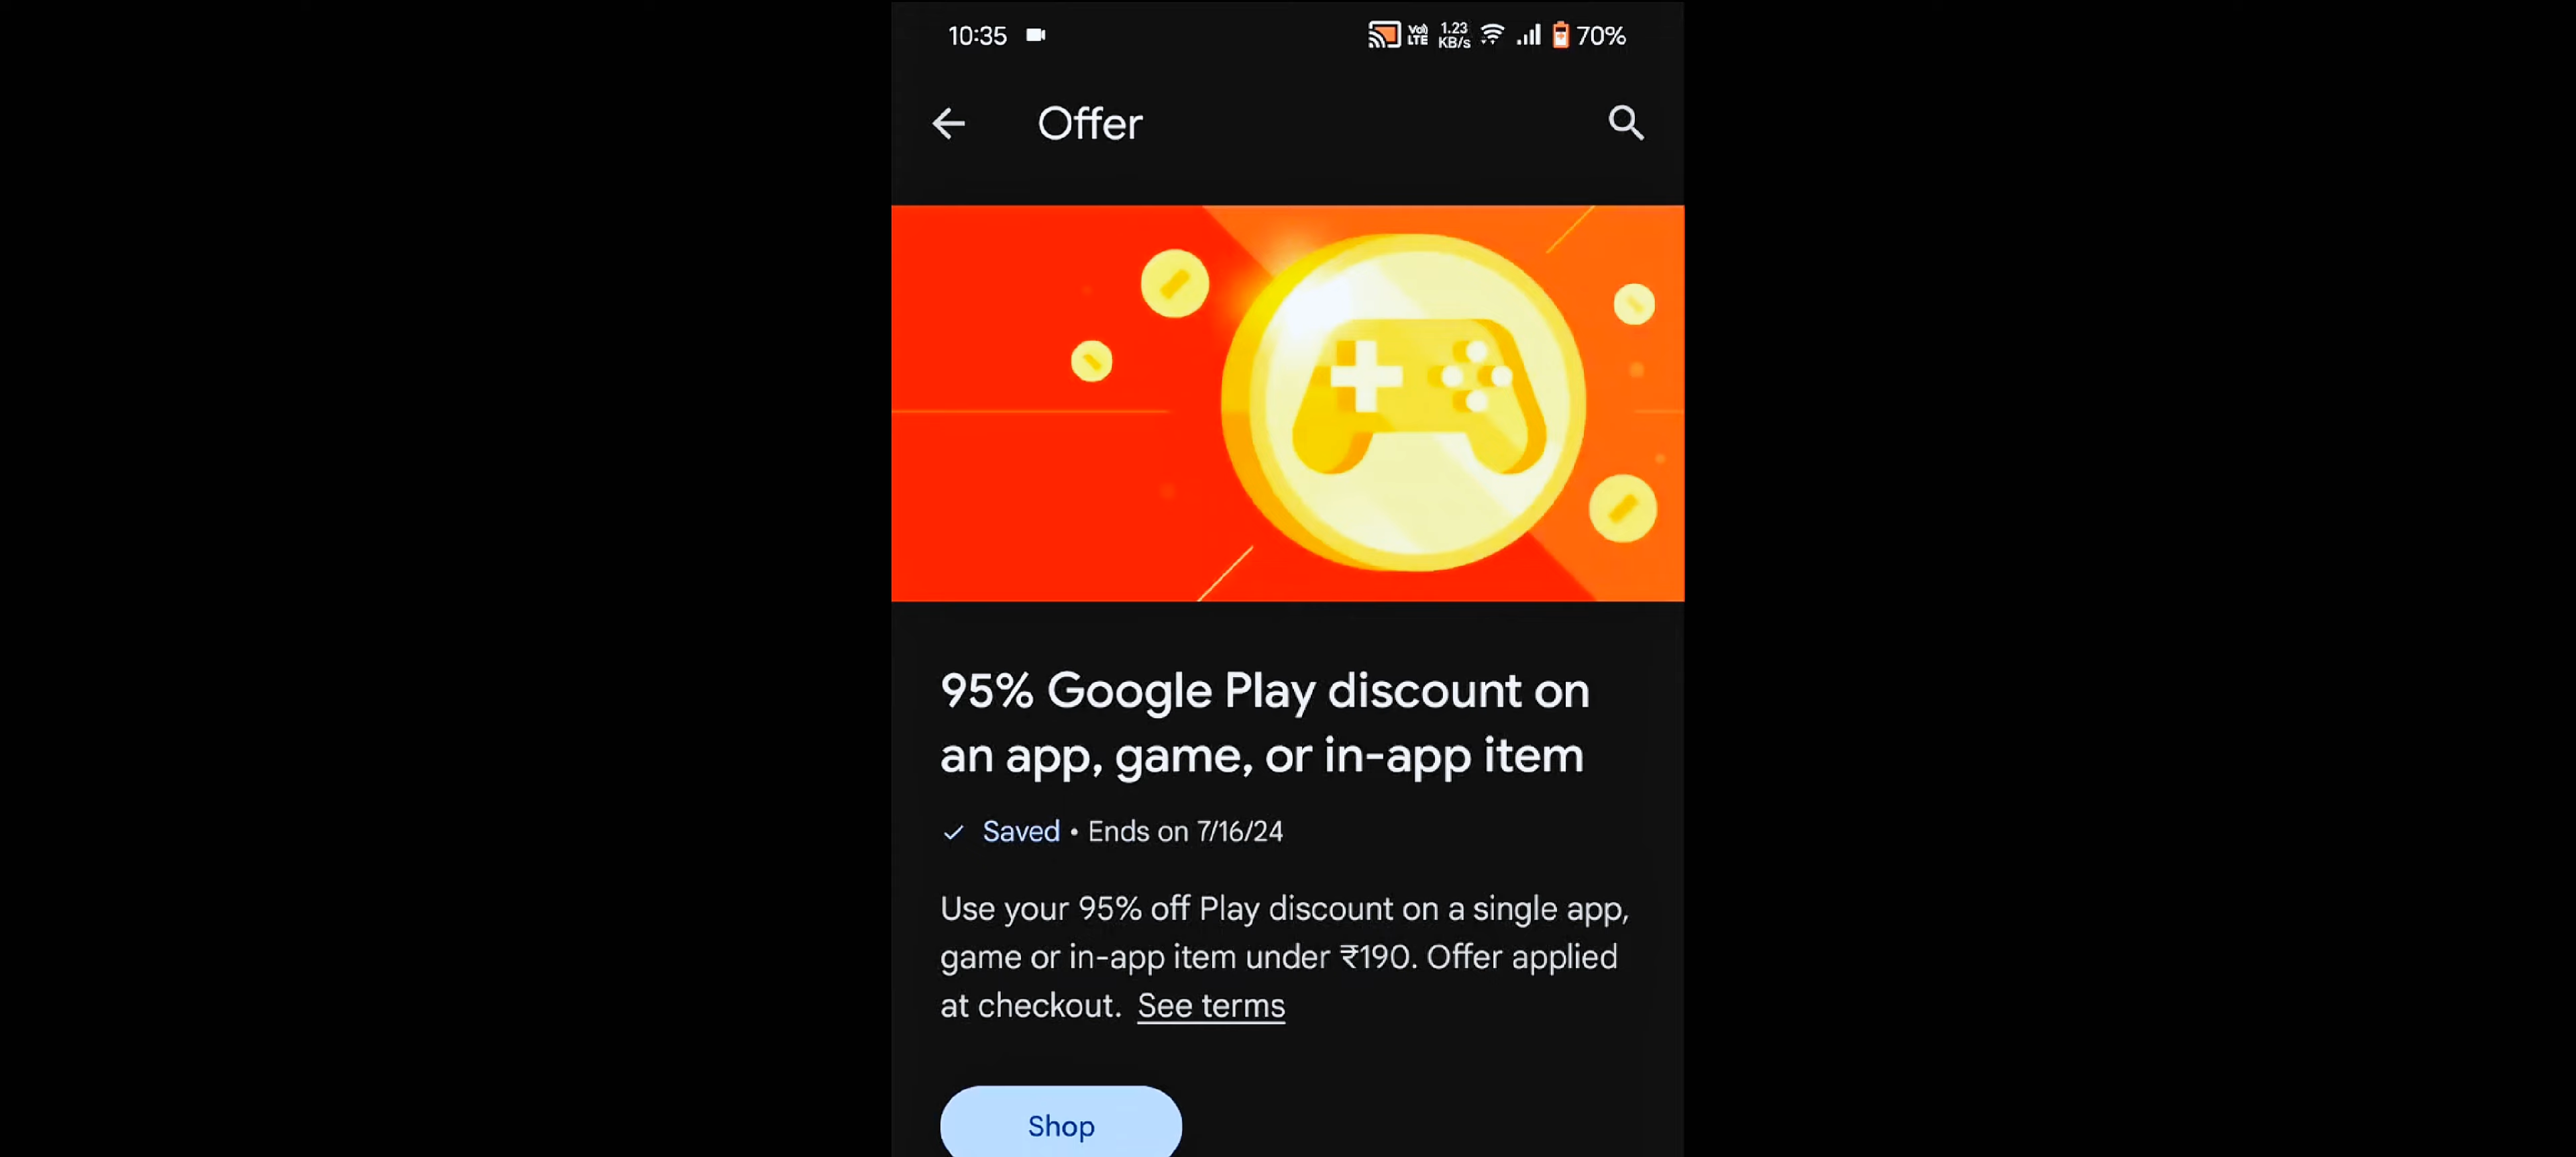 10:35 Vo) LTE 1.23 KB/s 70%
Offer
95% Google Play discount on
an app, game, or in-app item
Saved • Ends on 7/16/24
Use your 95% off Play discount on a single app,
game or in-app item under ₹190. Offer applied
at checkout. See terms
Shop